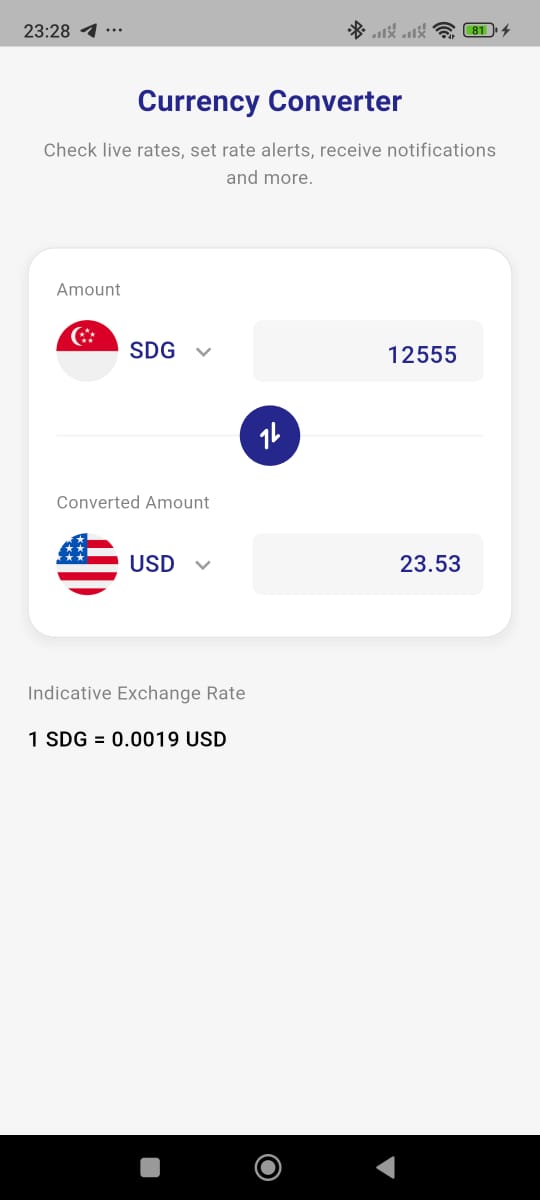 23:28
81
Currency Converter
Check live rates, set rate alerts, receive notifications
and more.
Amount
SDG
12555
Converted Amount
USD
23.53
Indicative Exchange Rate
1 SDG = 0.0019 USD